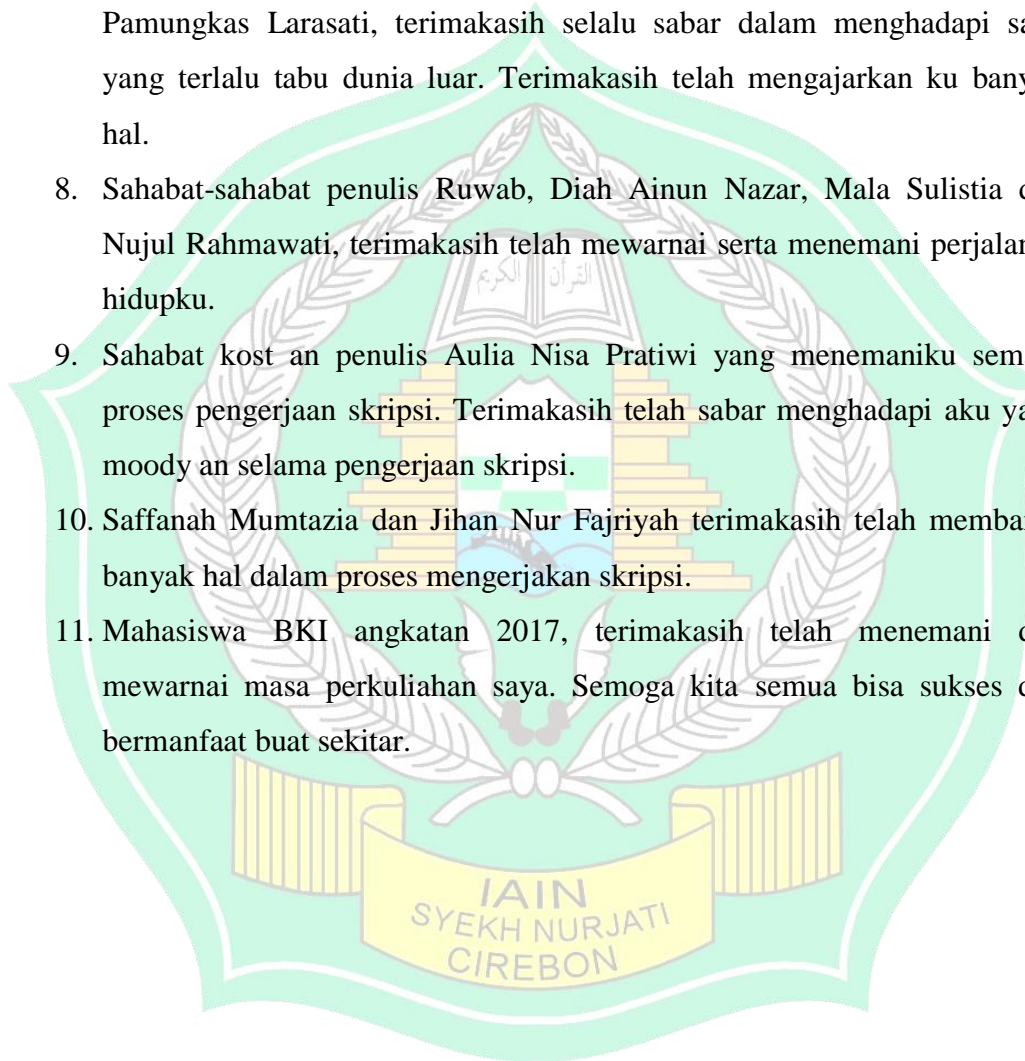 Pamungkas Larasati, terimakasih selalu sabar dalam menghadapi sa
yang terlalu tabu dunia luar. Terimakasih telah mengajarkan ku bany
hal.
8. Sahabat-sahabat penulis Ruwab, Diah Ainun Nazar, Mala Sulistia d
Nujul Rahmawati, terimakasih telah mewarnai serta menemani perjalan
hidupku.
القرآن الكريم
9. Sahabat kost an penulis Aulia Nisa Pratiwi yang menemaniku sem
proses pengerjaan skripsi. Terimakasih telah sabar menghadapi aku ya
moody an selama pengerjaan skripsi.
10. Saffanah Mumtazia dan Jihan Nur Fajriyah terimakasih telah memban
banyak hal dalam proses mengerjakan skripsi.
11. Mahasiswa BKI angkatan 2017, terimakasih telah menemani d
mewarnai masa perkuliahan saya. Semoga kita semua bisa sukses d
bermanfaat buat sekitar.
IAIN
SYEKH NURJATI
CIREBON